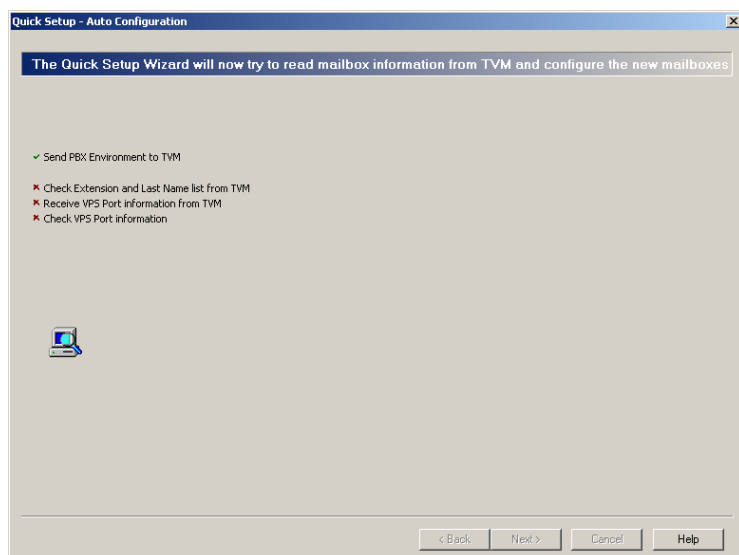 Quick Setup - Auto Configuration
The Quick Setup Wizard will now try to read mailbox information from TVM and configure the new mailboxes
Send PBX Environment to TVM
Check Extension and Last Name list from TVM
Receive VPS Port information from TVM
Check VPS Port information
< Back Next > Cancel Help